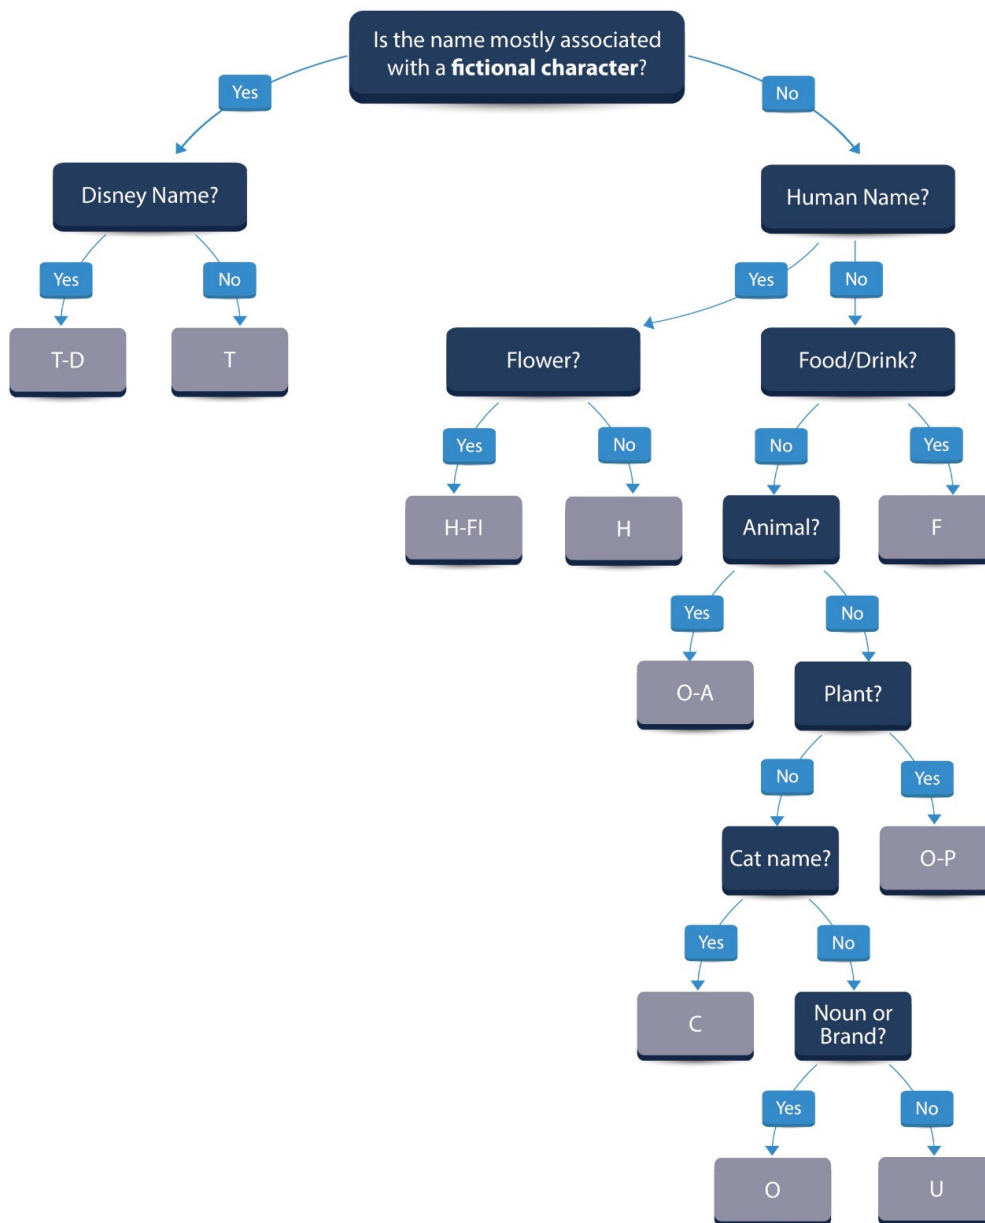 Is the name mostly associated
with a fictional character?
Yes
No
Disney Name?
Human Name?
Yes
No
Yes
No
T-D
T
Flower?
Food/Drink?
Yes
No
No
Yes
H-Fl
H
Animal?
F
Yes
No
O-A
Plant?
No
Yes
Cat name?
O-P
Yes
No
C
Noun or
Brand?
Yes
No
O
U